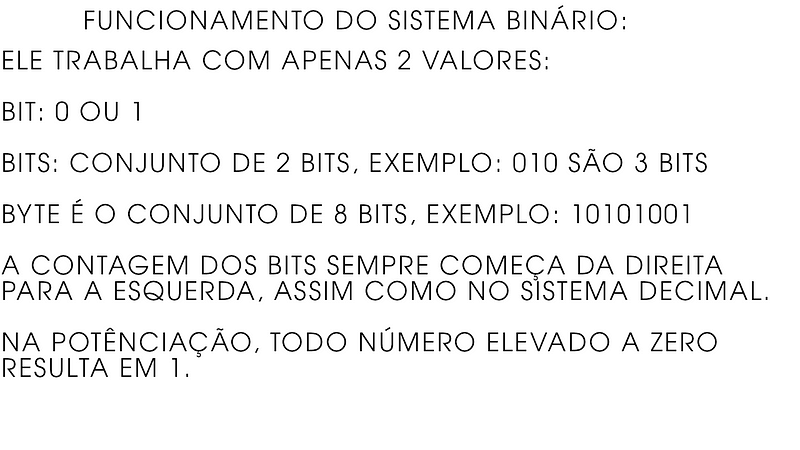 FUNCIONAMENTO DO SISTEMA BINÁRIO:
ELE TRABALHA COM APENAS 2 VALORES:
BIT: 0 OU 1
BITS: CONJUNTO DE 2 BITS, EXEMPLO: 010 SÃO 3 BITS
BYTE É O CONJUNTO DE 8 BITS, EXEMPLO: 10101001
A CONTAGEM DOS BITS SEMPRE COMEÇA DA DIREITA
PARA A ESQUERDA, ASSIM COMO NO SISTEMA DECIMAL.
NA POTÊNCIAÇÃO, TODO NÚMERO ELEVADO A ZERO
RESULTA EM 1.